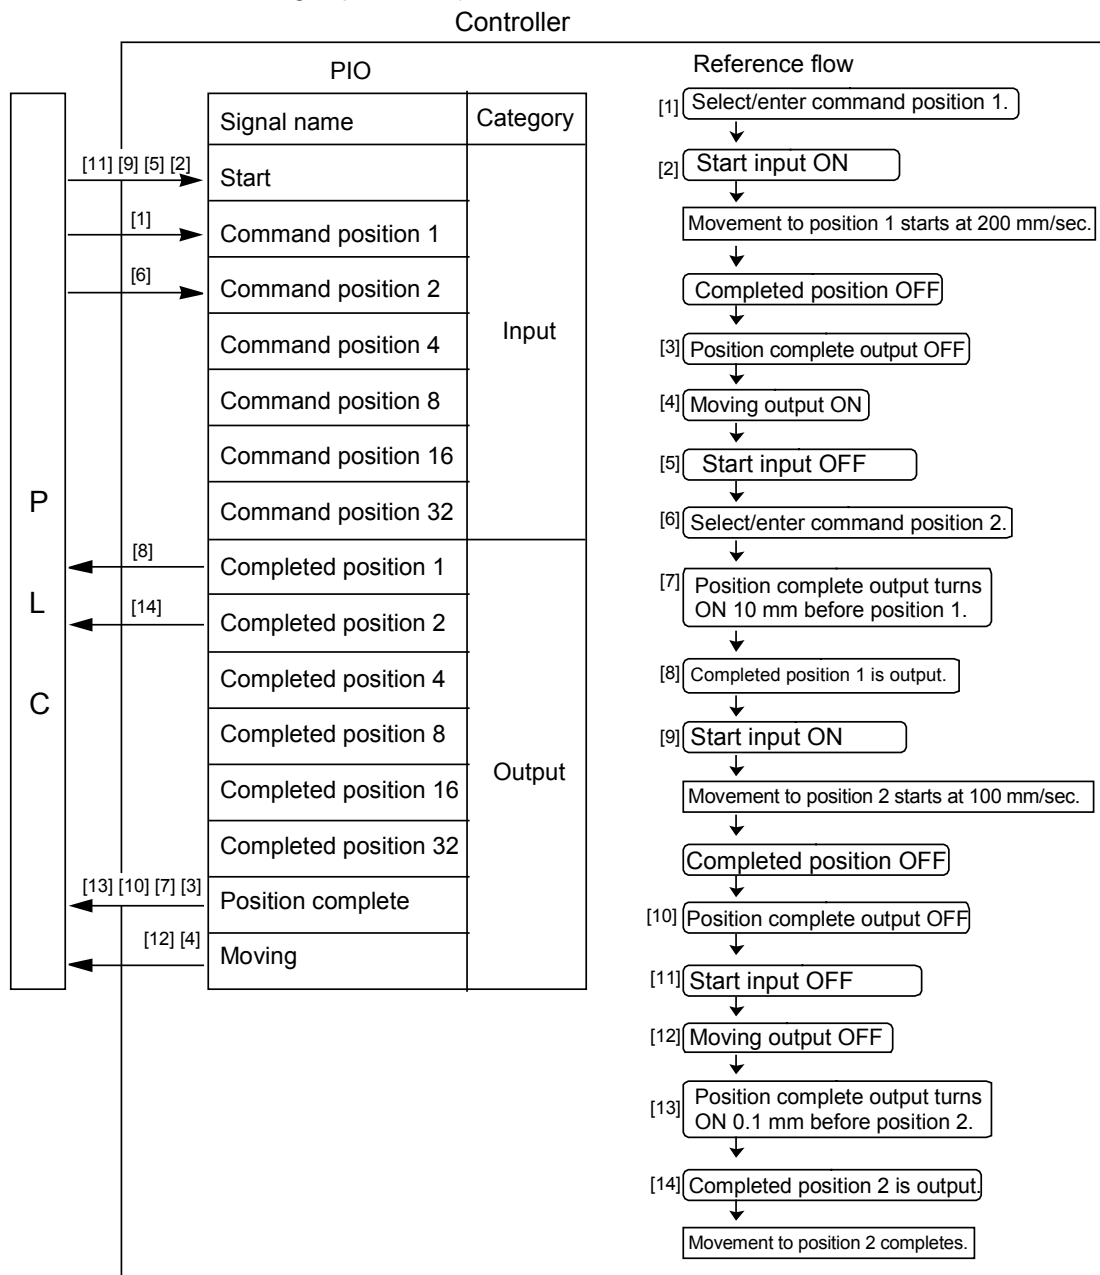 Controller
PIO
Signal name
Category
[11] [9] [5] [2]
Start
[1]
Command position 1
[6]
Command position 2
Command position 4
Command position 8
Command position 16
Command position 32
Input
P
L
C
[8]
Completed position 1
[14]
Completed position 2
Completed position 4
Completed position 8
Completed position 16
Completed position 32
Output
[13] [10] [7] [3]
Position complete
[12] [4]
Moving
Reference flow
[1] Select/enter command position 1.
[2] Start input ON
Movement to position 1 starts at 200 mm/sec.
Completed position OFF
[3] Position complete output OFF
[4] Moving output ON
[5] Start input OFF
[6] Select/enter command position 2.
[7] Position complete output turns
ON 10 mm before position 1.
[8] Completed position 1 is output.
[9] Start input ON
Movement to position 2 starts at 100 mm/sec.
Completed position OFF
[10] Position complete output OFF
[11] Start input OFF
[12] Moving output OFF
[13] Position complete output turns
ON 0.1 mm before position 2.
[14] Completed position 2 is output.
Movement to position 2 completes.